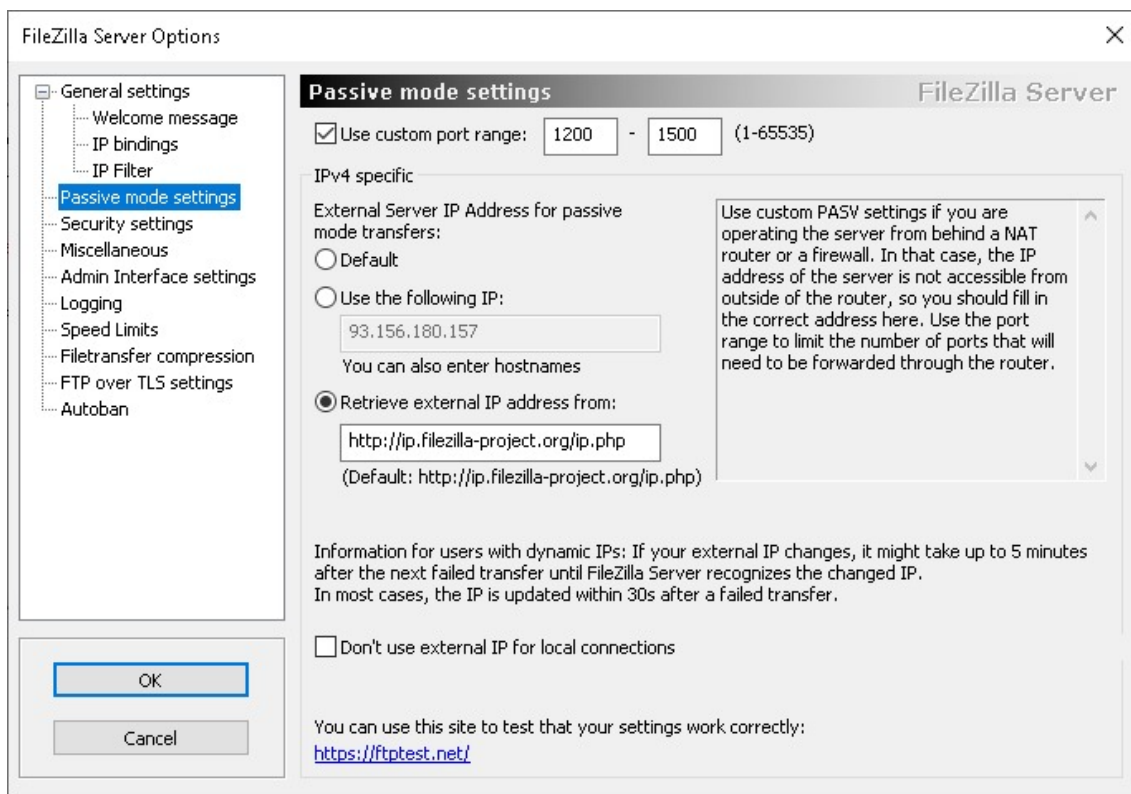 FileZilla Server Options
General settings
Welcome message
IP bindings
IP Filter
Passive mode settings
Security settings
Miscellaneous
Admin Interface settings
Logging
Speed Limits
Filetransfer compression
FTP over TLS settings
Autoban
OK
Cancel
Passive mode settings FileZilla Server
Use custom port range: 1200 - 1500 (1-65535)
IPv4 specific
External Server IP Address for passive
mode transfers:
Default
Use the following IP:
93.156.180.157
You can also enter hostnames
Retrieve external IP address from:
http://ip.filezilla-project.org/ip.php
(Default: http://ip.filezilla-project.org/ip.php)
Use custom PASV settings if you are
operating the server from behind a NAT
router or a firewall. In that case, the IP
address of the server is not accessible from
outside of the router, so you should fill in
the correct address here. Use the port
range to limit the number of ports that will
need to be forwarded through the router.
Information for users with dynamic IPs: If your external IP changes, it might take up to 5 minutes
after the next failed transfer until FileZilla Server recognizes the changed IP.
In most cases, the IP is updated within 30s after a failed transfer.
Don't use external IP for local connections
You can use this site to test that your settings work correctly:
https://ftptest.net/